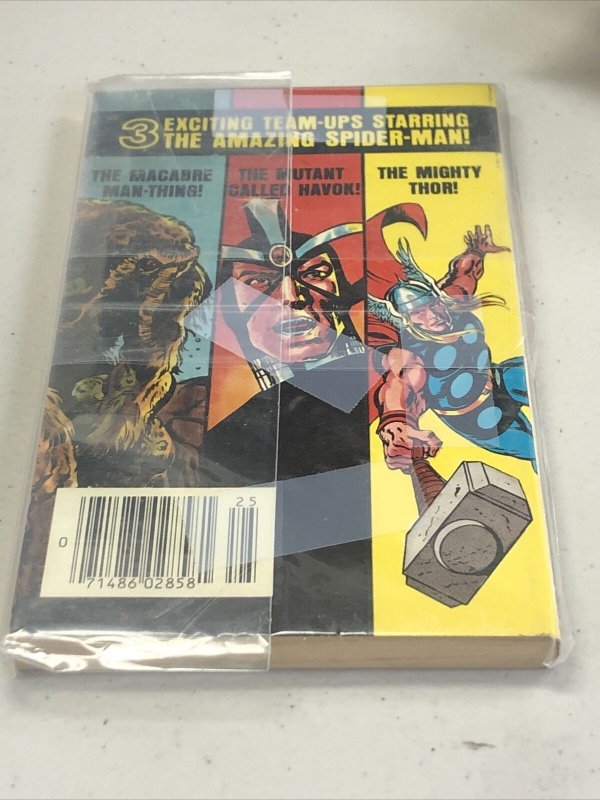 3 EXCITING TEAM-UPS STARRING
THE AMAZING SPIDER-MAN!
THE MACABRE
MAN-THING!
THE MUTANT
CALLED HAVOK!
THE MIGHTY
THOR!
25
0
71486 02858